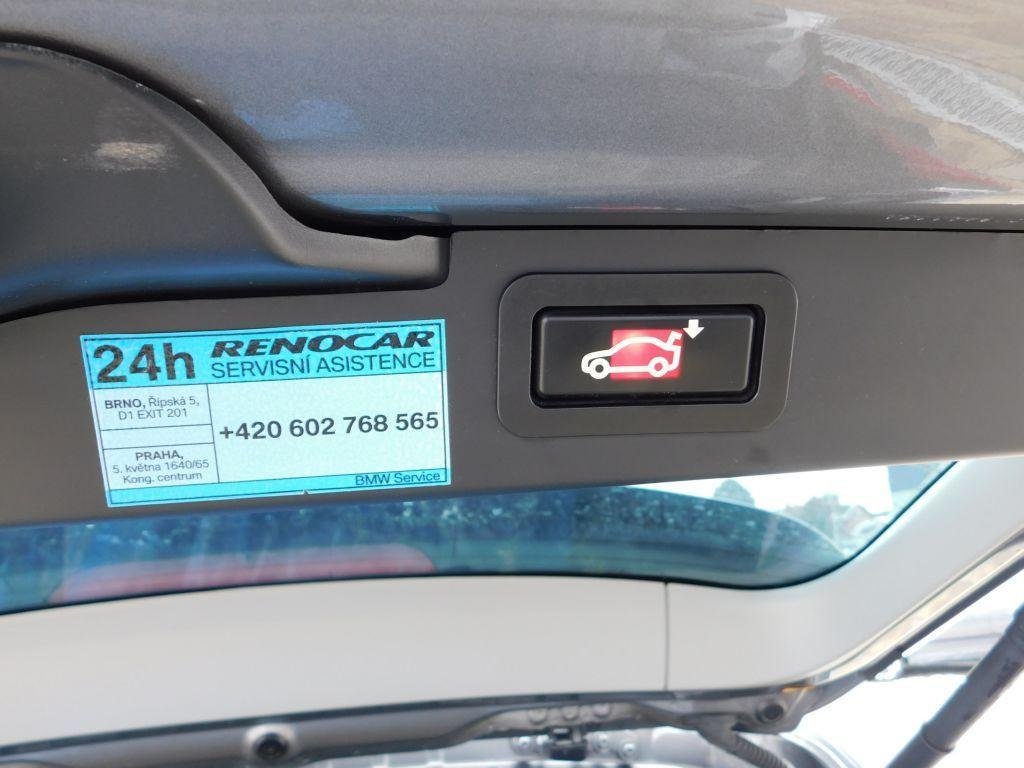 24h RENOCAR
SERVISNÍ ASISTENCE
BRNO, Řípská 5,
D1 EXIT 201
+420 602 768 565
PRAHA,
5. května 1640/65
Kong. centrum
BMW Service